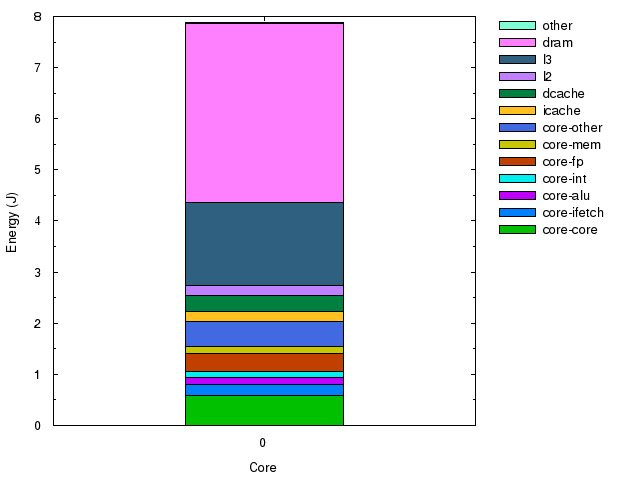 8
7
6
5
4
3
2
1
0
Energy (J)
0
Core
other
dram
l3
l2
dcache
icache
core-other
core-mem
core-fp
core-int
core-alu
core-ifetch
core-core